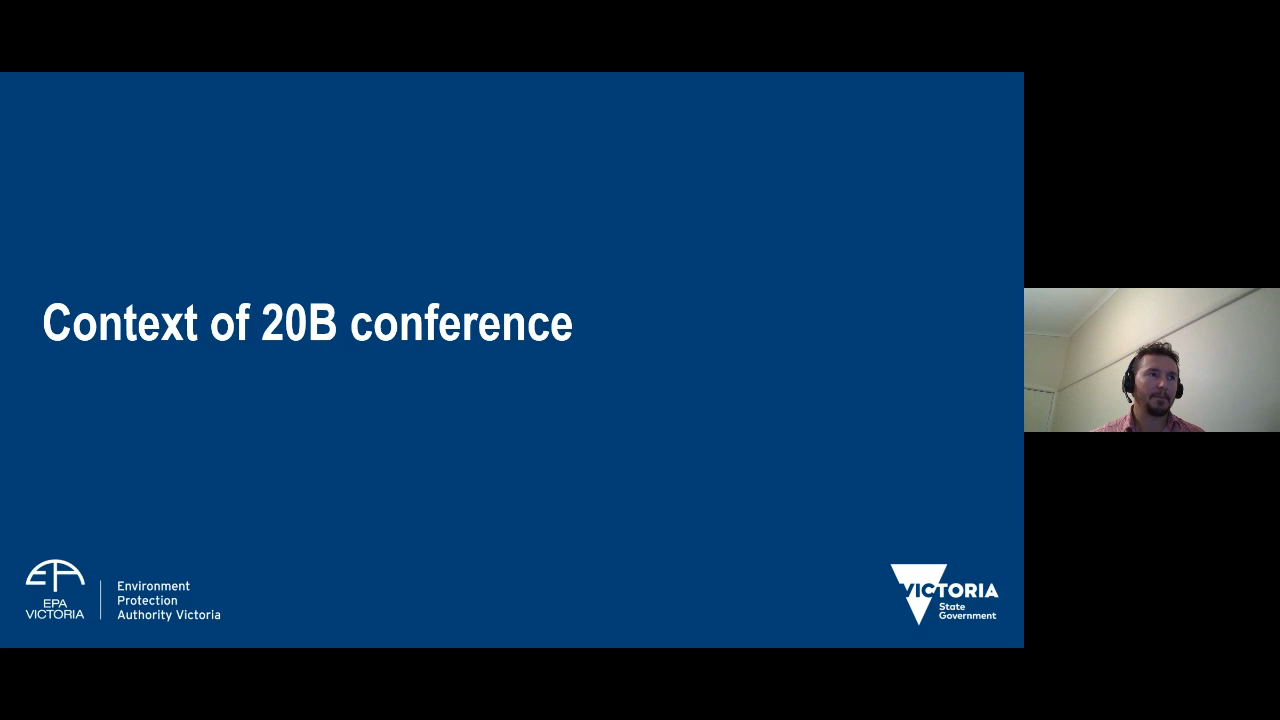 Context of 20B conference
EPA
VICTORIA
Environment
Protection
Authority Victoria
VICTORIA
State
Government